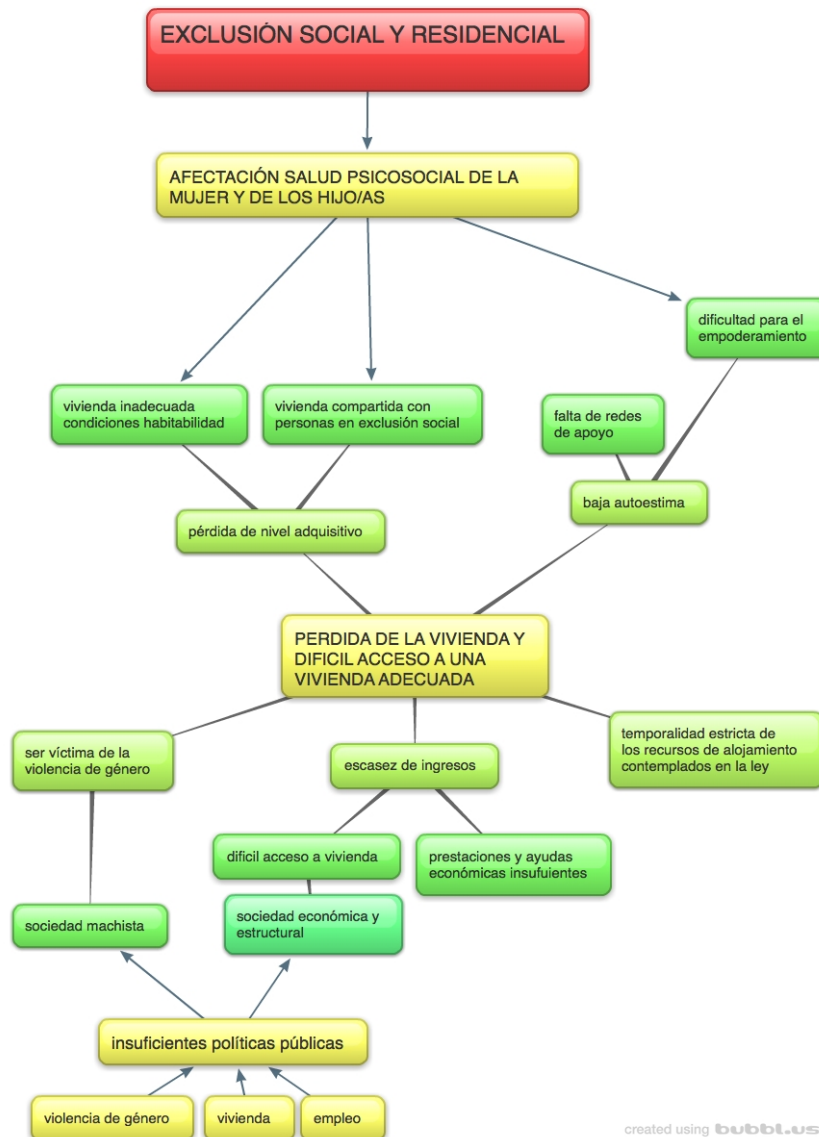 EXCLUSIÓN SOCIAL Y RESIDENCIAL
AFECTACIÓN SALUD PSICOSOCIAL DE LA
MUJER Y DE LOS HIJO/AS
dificultad para el
empoderamiento
vivienda inadecuada
condiciones habitabilidad
vivienda compartida con
personas en exclusión social
falta de redes
de apoyo
baja autoestima
pérdida de nivel adquisitivo
PERDIDA DE LA VIVIENDA Y
DIFICIL ACCESO A UNA
VIVIENDA ADECUADA
ser víctima de la
violencia de género
escasez de ingresos
temporalidad estricta de
los recursos de alojamiento
contemplados en la ley
dificil acceso a vivienda
prestaciones y ayudas
económicas insufuientes
sociedad machista
sociedad económica y
estructural
insuficientes políticas públicas
violencia de género
vivienda
empleo
created using bubbl.us